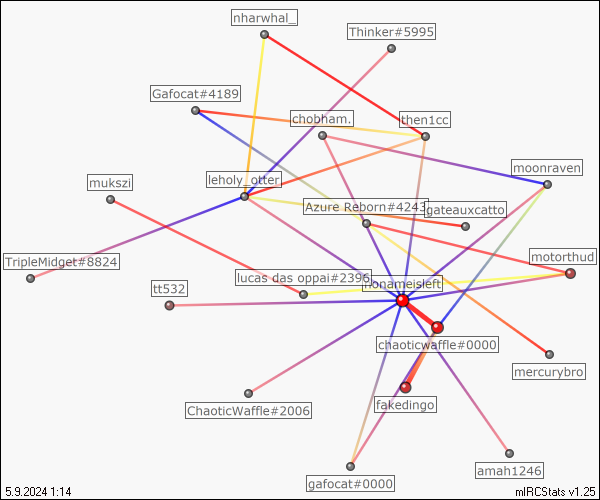 nharwhal_
Thinker#5995
Gafocat#4189
chobham.
then1cc
moonraven
mukszi
leholy_otter
Azure Reborn#4243
gateauxcatto
TripleMidget#8824
motorthud
tt532
lucas das oppai#2396
nonameisleft
chaoticwaffle#0000
mercurybro
ChaoticWaffle#2006
fakedingo
amah1246
gafocat#0000
5.9.2024 1:14
mIRCStats v1.25